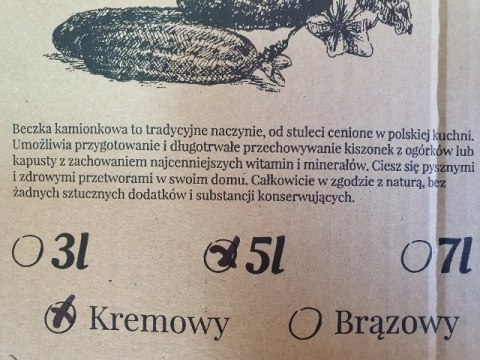 Beczka kamionkowa to tradycyjne naczynie, od stuleci cenione w polskiej kuchni.
Umożliwia przygotowanie i długotrwałe przechowywanie kiszonek z ogórków lub
kapusty z zachowaniem najcenniejszych witamin i minerałów. Ciesz się pysznymi
i zdrowymi przetworami w swoim domu. Całkowicie w zgodzie z naturą, bez
żadnych sztucznych dodatków i substancji konserwujących.
3l 5l 7l
Kremowy Brązowy